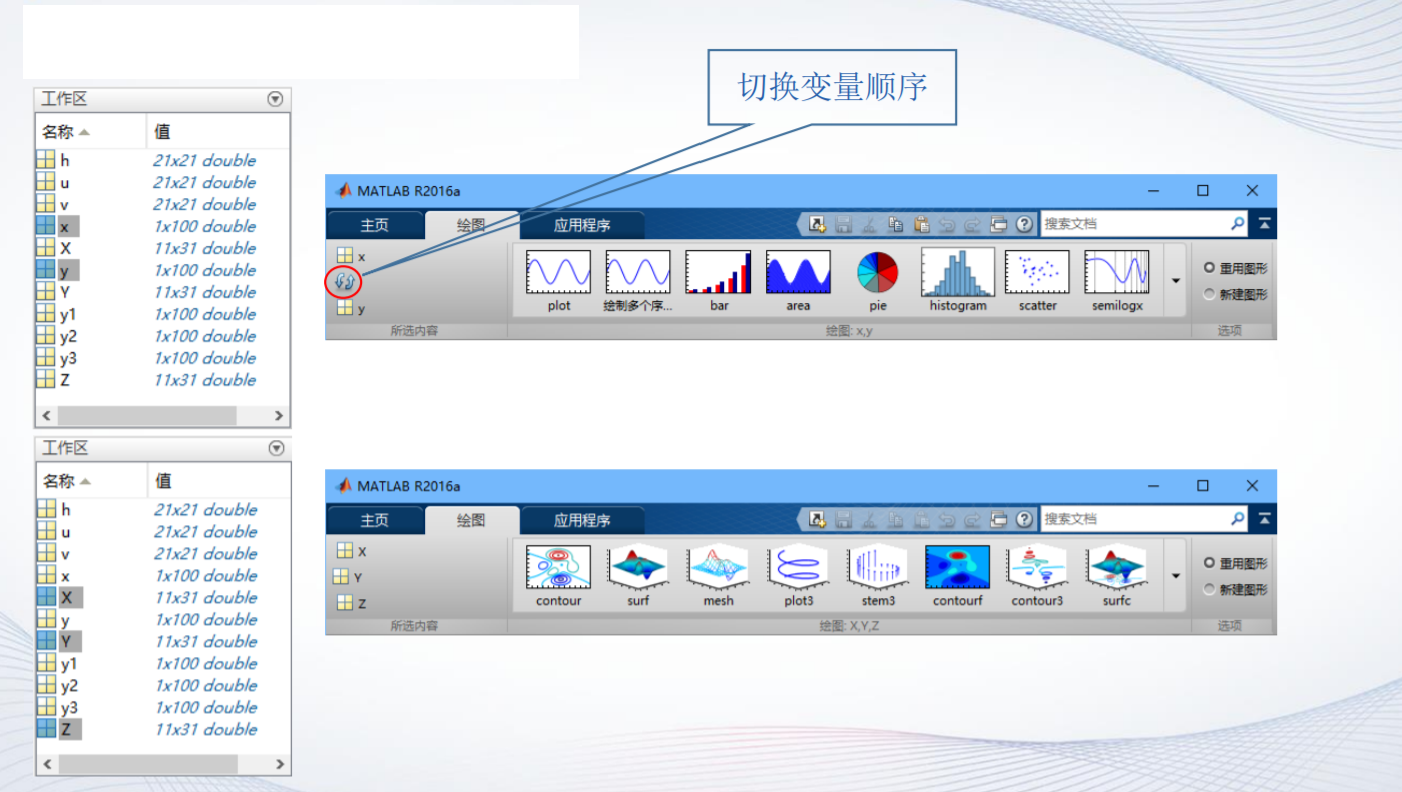 切换变量顺序
工作区
名称 值
h 21x21 double
u 21x21 double
v 21x21 double
x 1x100 double
X 11x31 double
y 1x100 double
Y 11x31 double
y1 1x100 double
y2 1x100 double
y3 1x100 double
Z 11x31 double
MATLAB R2016a
主页 绘图 应用程序 搜索文档
x
y
所选内容
plot 绘制多个序... bar area pie histogram scatter semilogx
绘图: x,y
重用图形
新建图形
选项
工作区
名称 值
h 21x21 double
u 21x21 double
v 21x21 double
x 1x100 double
X 11x31 double
y 1x100 double
Y 11x31 double
y1 1x100 double
y2 1x100 double
y3 1x100 double
Z 11x31 double
MATLAB R2016a
主页 绘图 应用程序 搜索文档
X
Y
Z
所选内容
contour surf mesh plot3 stem3 contourf contour3 surfc
绘图: X,Y,Z
重用图形
新建图形
选项